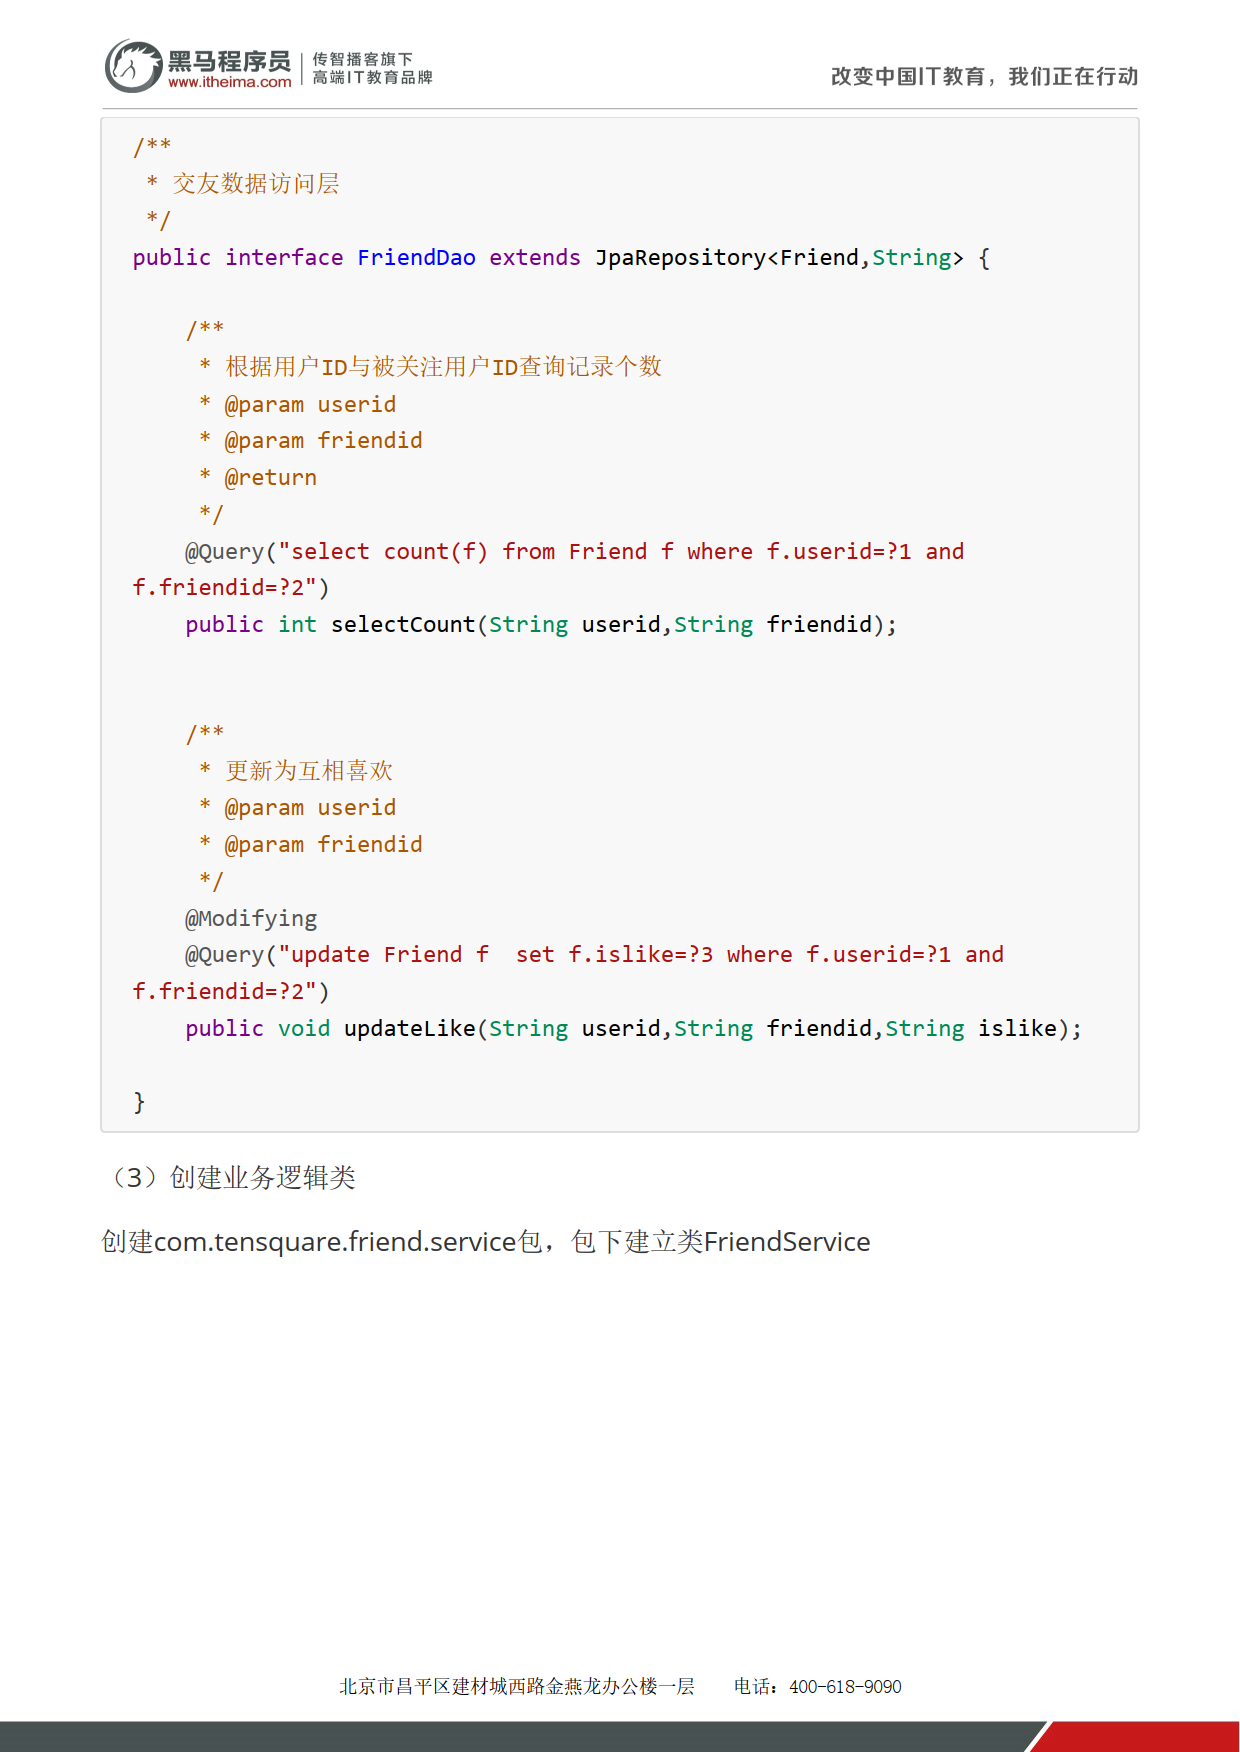 黑马程序员
www.itheima.com
传智播客旗下
高端IT教育品牌
改变中国IT教育，我们正在行动
/**
 * 交友数据访问层
 */
public interface FriendDao extends JpaRepository<Friend,String> {
    /**
     * 根据用户ID与被关注用户ID查询记录个数
     * @param userid
     * @param friendid
     * @return
     */
    @Query("select count(f) from Friend f where f.userid=?1 and
f.friendid=?2")
    public int selectCount(String userid,String friendid);
    /**
     * 更新为互相喜欢
     * @param userid
     * @param friendid
     */
    @Modifying
    @Query("update Friend f  set f.islike=?3 where f.userid=?1 and
f.friendid=?2")
    public void updateLike(String userid,String friendid,String islike);
}
（3）创建业务逻辑类
创建com.tensquare.friend.service包，包下建立类FriendService
北京市昌平区建材城西路金燕龙办公楼一层 电话：400-618-9090